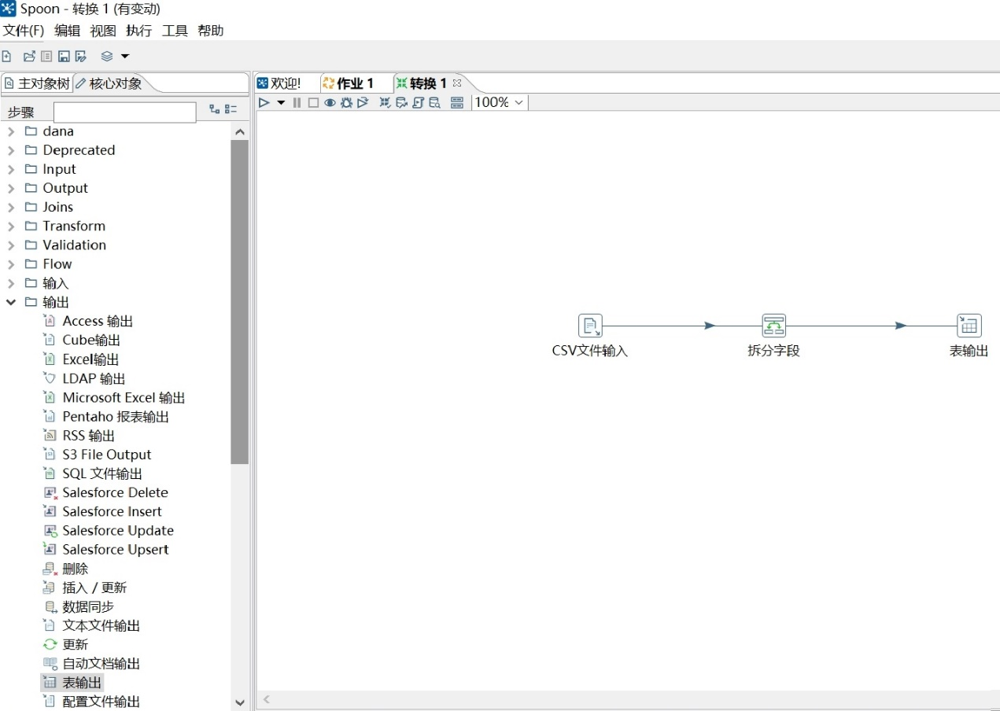 Spoon - 转换 1 (有变动)
文件(F) 编辑 视图 执行 工具 帮助
主对象树 核心对象
欢迎! 作业 1 转换 1
步骤
100%
dana
Deprecated
Input
Output
Joins
Transform
Validation
Flow
输入
输出
Access 输出
Cube输出
Excel输出
LDAP 输出
Microsoft Excel 输出
Pentaho 报表输出
RSS 输出
S3 File Output
SQL 文件输出
Salesforce Delete
Salesforce Insert
Salesforce Update
Salesforce Upsert
删除
插入 / 更新
数据同步
文本文件输出
更新
自动文档输出
表输出
配置文件输出
CSV文件输入 拆分字段 表输出